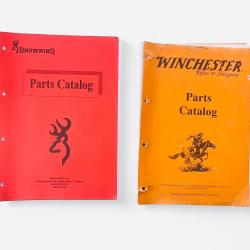 BROWNING
Parts Catalog
WINCHESTER
Rifles & Shotguns
Parts
Catalog